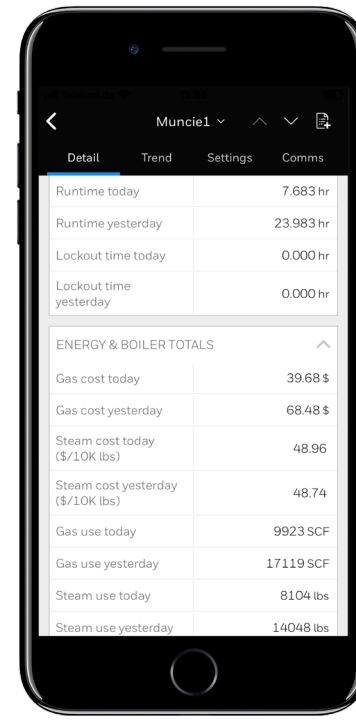 Muncie1
Detail Trend Settings Comms
Runtime today 7.683 hr
Runtime yesterday 23.983 hr
Lockout time today 0.000 hr
Lockout time
yesterday 0.000 hr
ENERGY & BOILER TOTALS
Gas cost today 39.68 $
Gas cost yesterday 68.48 $
Steam cost today
($/10K lbs) 48.96
Steam cost yesterday
($/10K lbs) 48.74
Gas use today 9923 SCF
Gas use yesterday 17119 SCF
Steam use today 8104 lbs
Steam use yesterday 14048 lbs